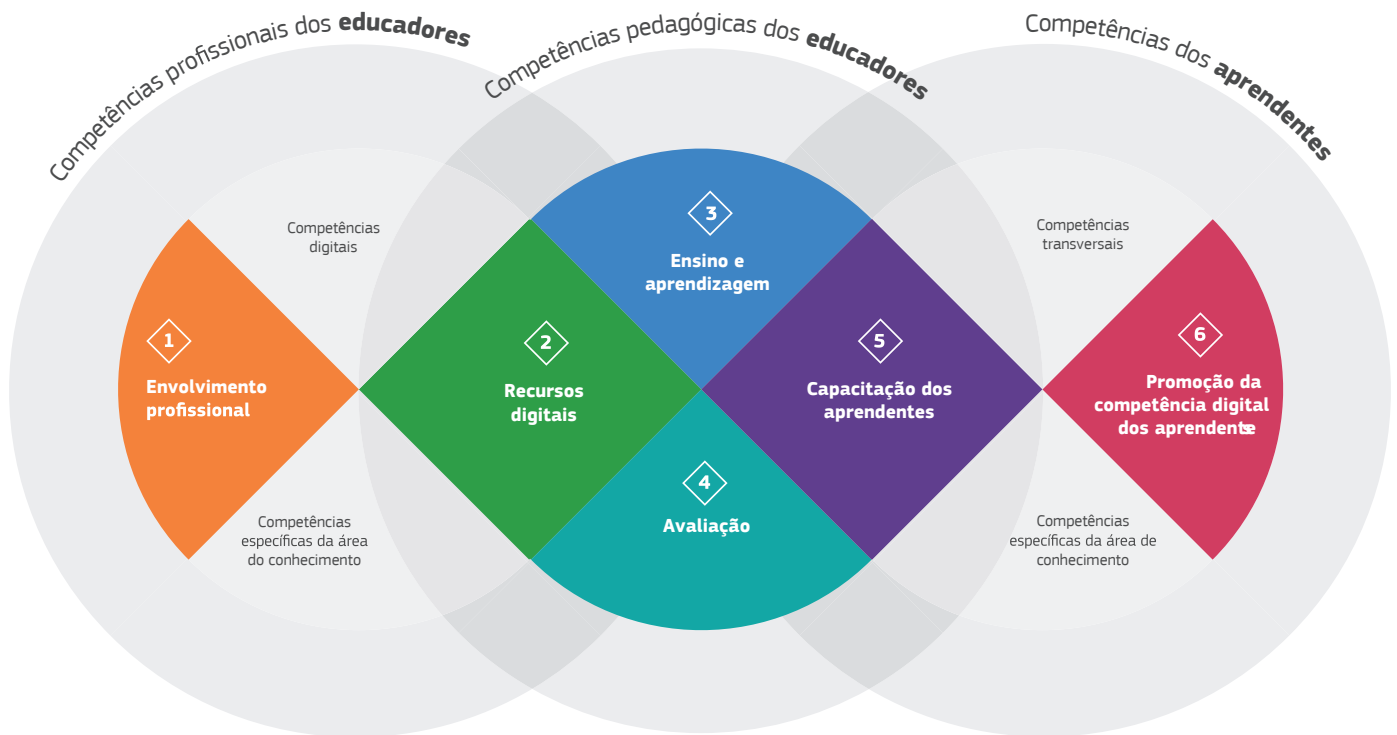 Competências profissionais dos educadores
Competências pedagógicas dos educadores
Competências dos aprendentes
Competências
digitais
1
Envolvimento
profissional
Competências
específicas da área
do conhecimento
2
Recursos
digitais
3
Ensino e
aprendizagem
4
Avaliação
5
Capacitação dos
aprendentes
Competências
transversais
6
Promoção da
competência digital
dos aprendentes
Competências
específicas da área de
conhecimento